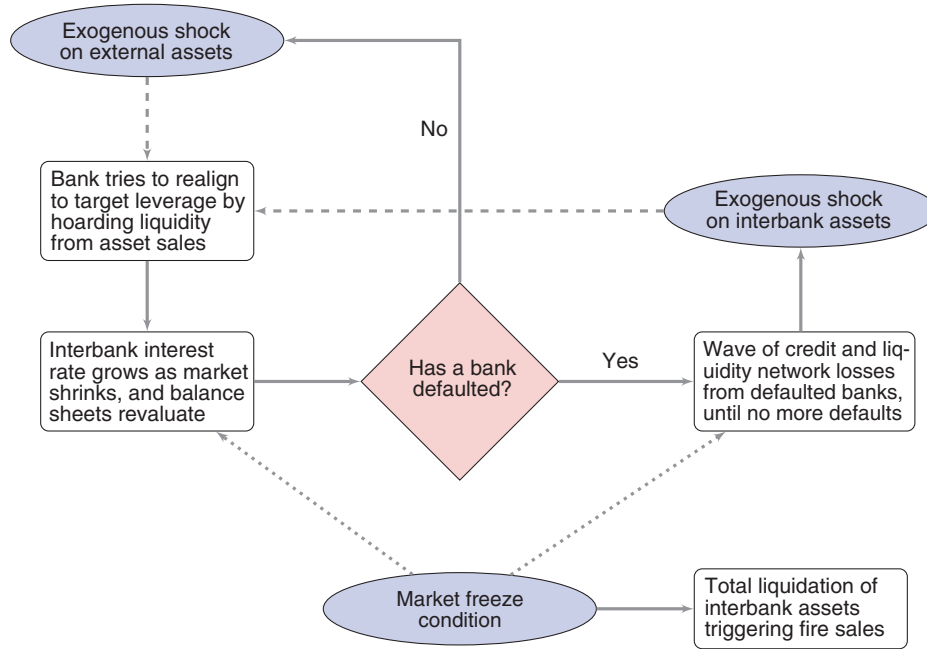 Exogenous shock
on external assets
No
Bank tries to realign
to target leverage by
hoarding liquidity
from asset sales
Exogenous shock
on interbank assets
Interbank interest
rate grows as market
shrinks, and balance
sheets revaluate
Has a bank
defaulted?
Yes
Wave of credit and liq-
uidity network losses
from defaulted banks,
until no more defaults
Market freeze
condition
Total liquidation of
interbank assets
triggering fire sales